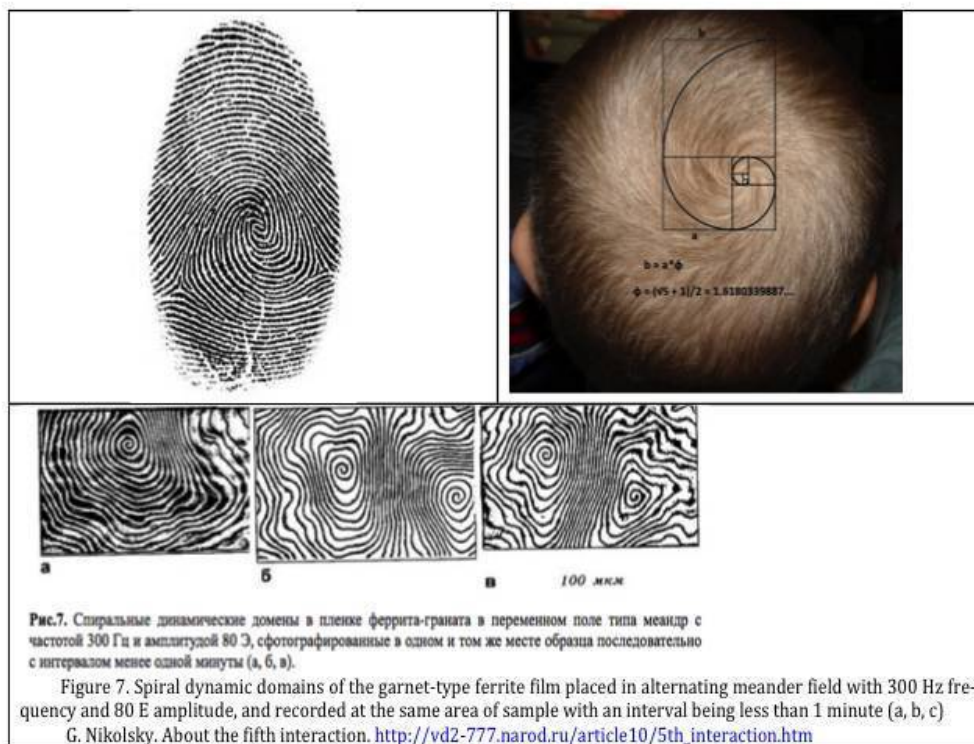 b
a
b = a*ϕ
ϕ = (√5 + 1)/2 = 1.6180339887...
а
б
в
100 мкм
Рис.7. Спиральные динамические домены в пленке феррита-граната в переменном поле типа меандр с
частотой 300 Гц и амплитудой 80 Э, сфотографированные в одном и том же месте образца последовательно
с интервалом менее одной минуты (а, б, в).
Figure 7. Spiral dynamic domains of the garnet-type ferrite film placed in alternating meander field with 300 Hz fre-
quency and 80 E amplitude, and recorded at the same area of sample with an interval being less than 1 minute (a, b, c)
G. Nikolsky. About the fifth interaction. http://vd2-777.narod.ru/article10/5th_interaction.htm